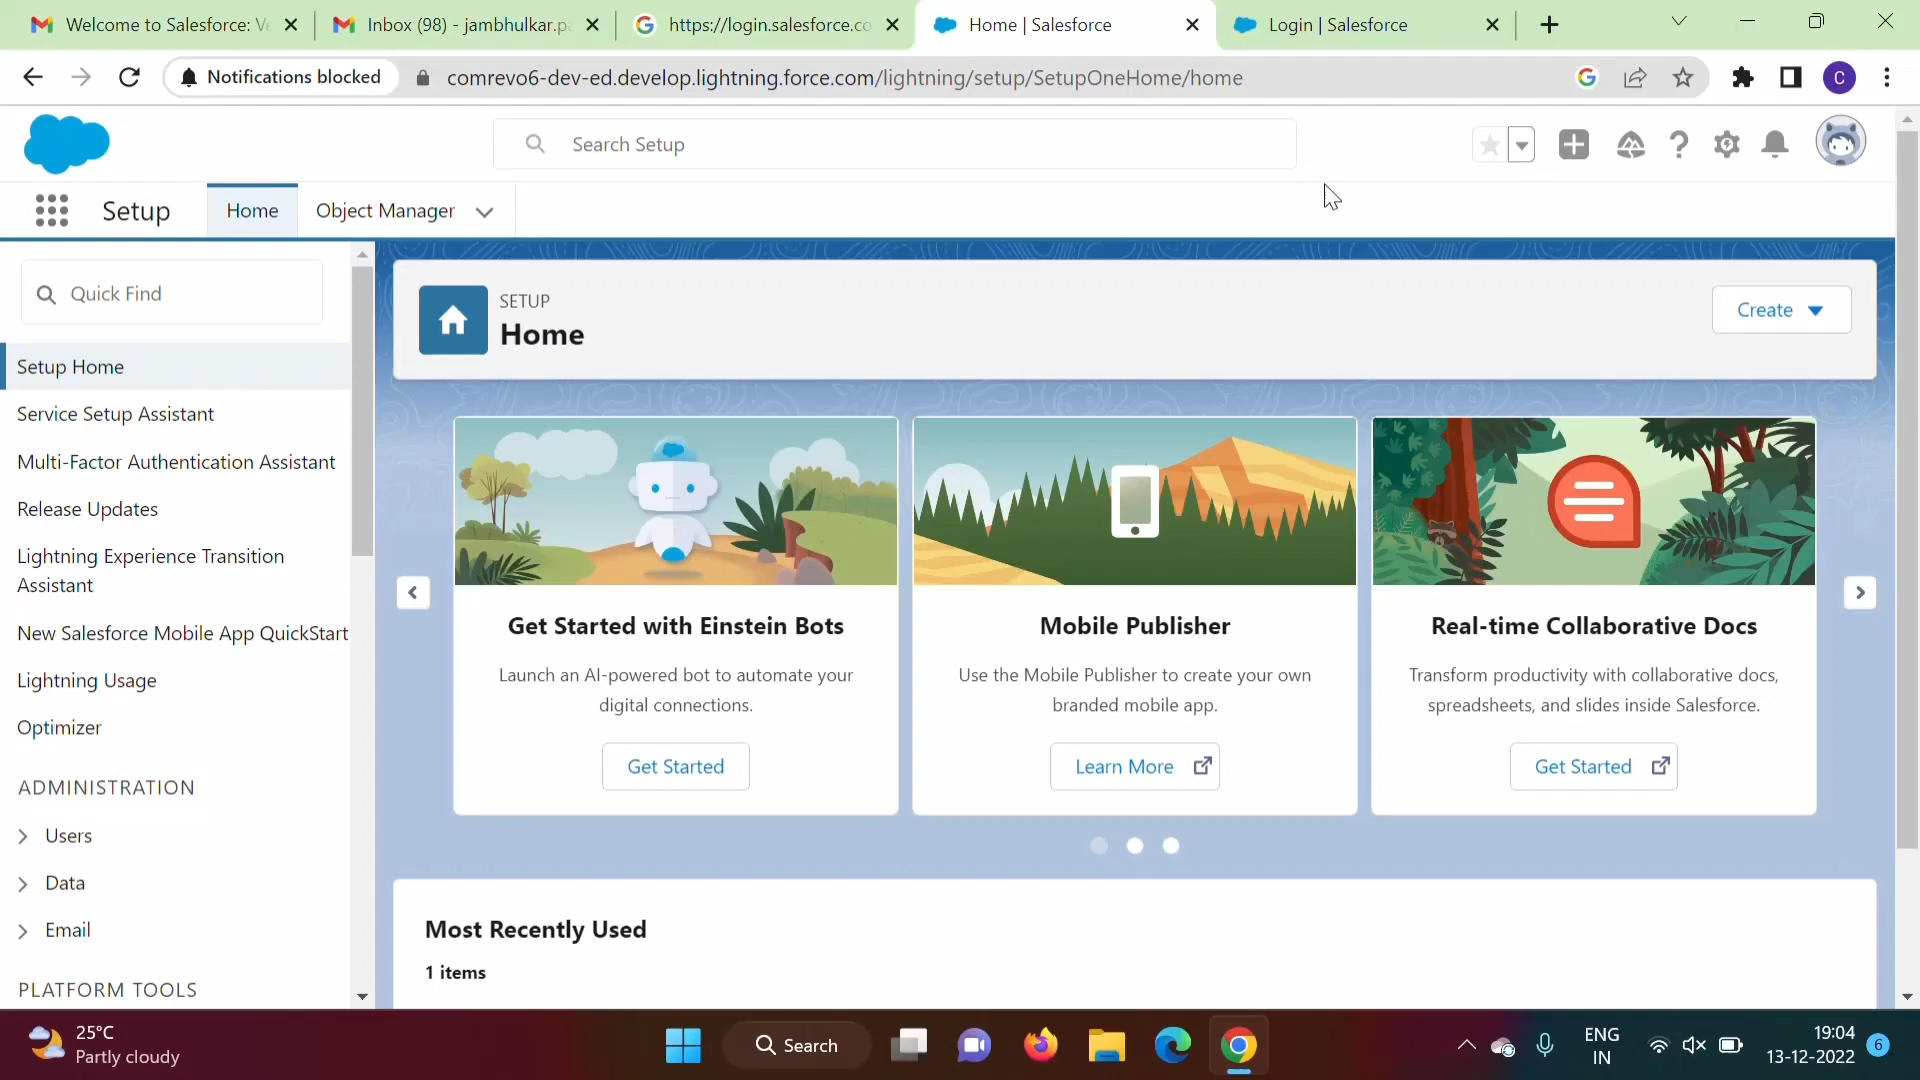 Welcome to Salesforce: Ve
Inbox (98) - jambhulkar.pa
https://login.salesforce.co
Home | Salesforce
Login | Salesforce
Notifications blocked
comrevo6-dev-ed.develop.lightning.force.com/lightning/setup/SetupOneHome/home
C
Search Setup
Setup
Home
Object Manager
Quick Find
SETUP
Home
Create
Setup Home
Service Setup Assistant
Multi-Factor Authentication Assistant
Release Updates
Lightning Experience Transition
Assistant
New Salesforce Mobile App QuickStart
Lightning Usage
Optimizer
ADMINISTRATION
Users
Data
Email
PLATFORM TOOLS
Get Started with Einstein Bots
Launch an AI-powered bot to automate your
digital connections.
Get Started
Mobile Publisher
Use the Mobile Publisher to create your own
branded mobile app.
Learn More
Real-time Collaborative Docs
Transform productivity with collaborative docs,
spreadsheets, and slides inside Salesforce.
Get Started
Most Recently Used
1 items
25°C
Partly cloudy
Search
ENG
IN
19:04
13-12-2022
6